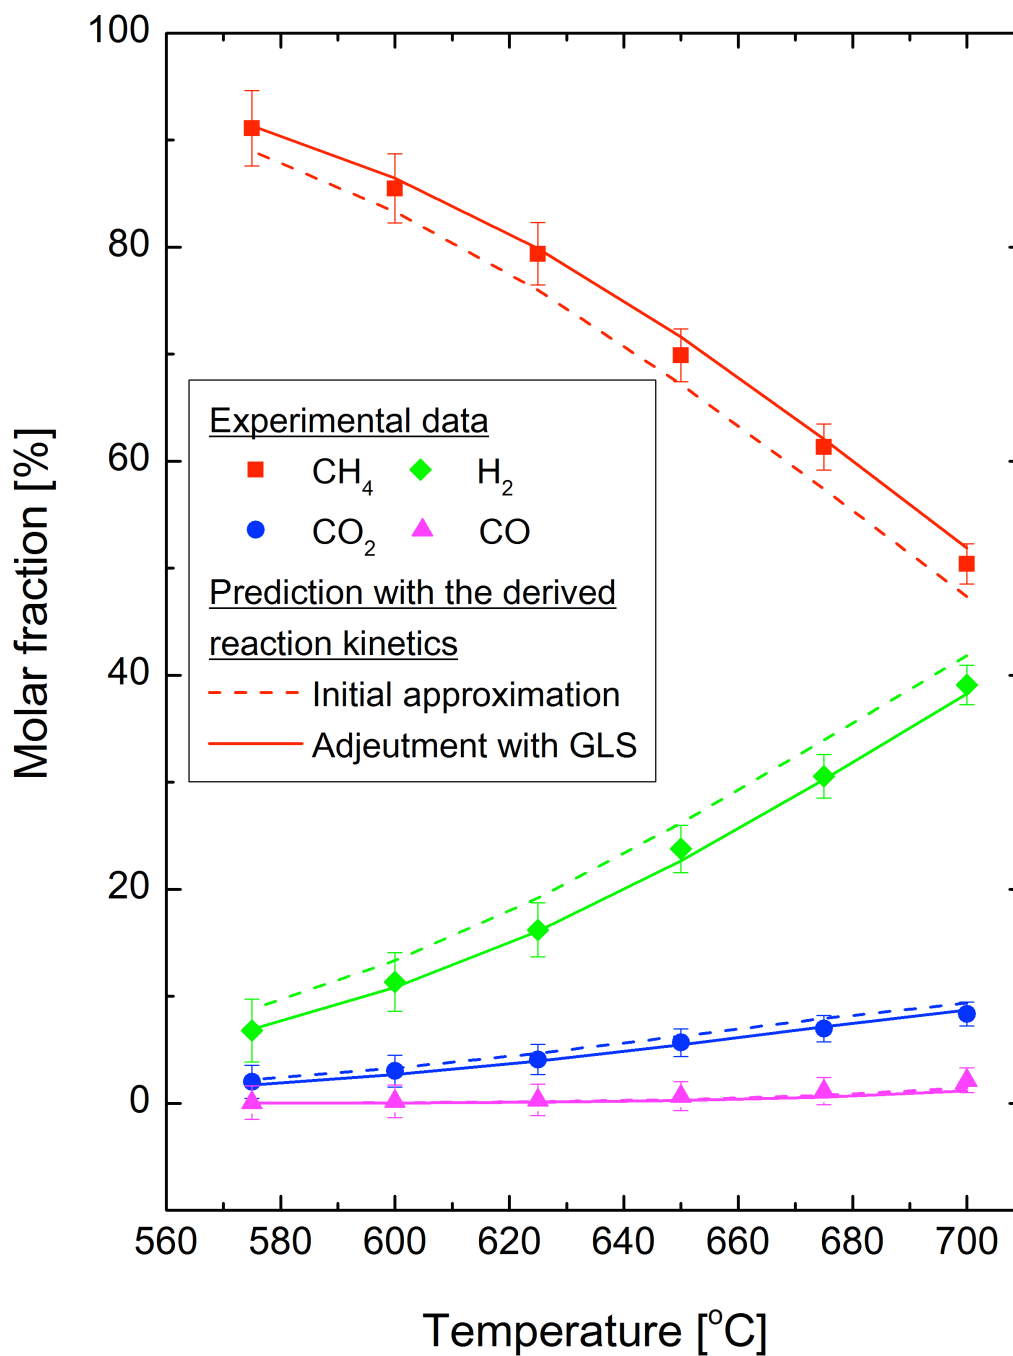 100
80
60
40
20
0
Molar fraction [%]
Experimental data
CH4 H2
CO2 CO
Prediction with the derived
reaction kinetics
Initial approximation
Adjeutment with GLS
560 580 600 620 640 660 680 700
Temperature [°C]